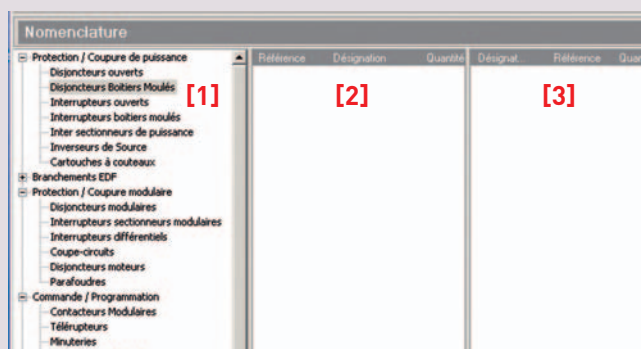 Nomenclature
Protection / Coupure de puissance
Disjoncteurs ouverts
Disjoncteurs Boitiers Moulés
Interrupteurs ouverts
Interrupteurs boitiers moulés
Inter sectionneurs de puissance
Inverseurs de Source
Cartouches à couteaux
Branchements EDF
Protection / Coupure modulaire
Disjoncteurs modulaires
Interrupteurs sectionneurs modulaires
Interrupteurs différentiels
Coupe-circuits
Disjoncteurs moteurs
Parafoudres
Commande / Programmation
Contacteurs Modulaires
Télérupteurs
Minuteries
[1]
Référence Désignation Quantité
[2]
Désignat.. Référence Quan
[3]